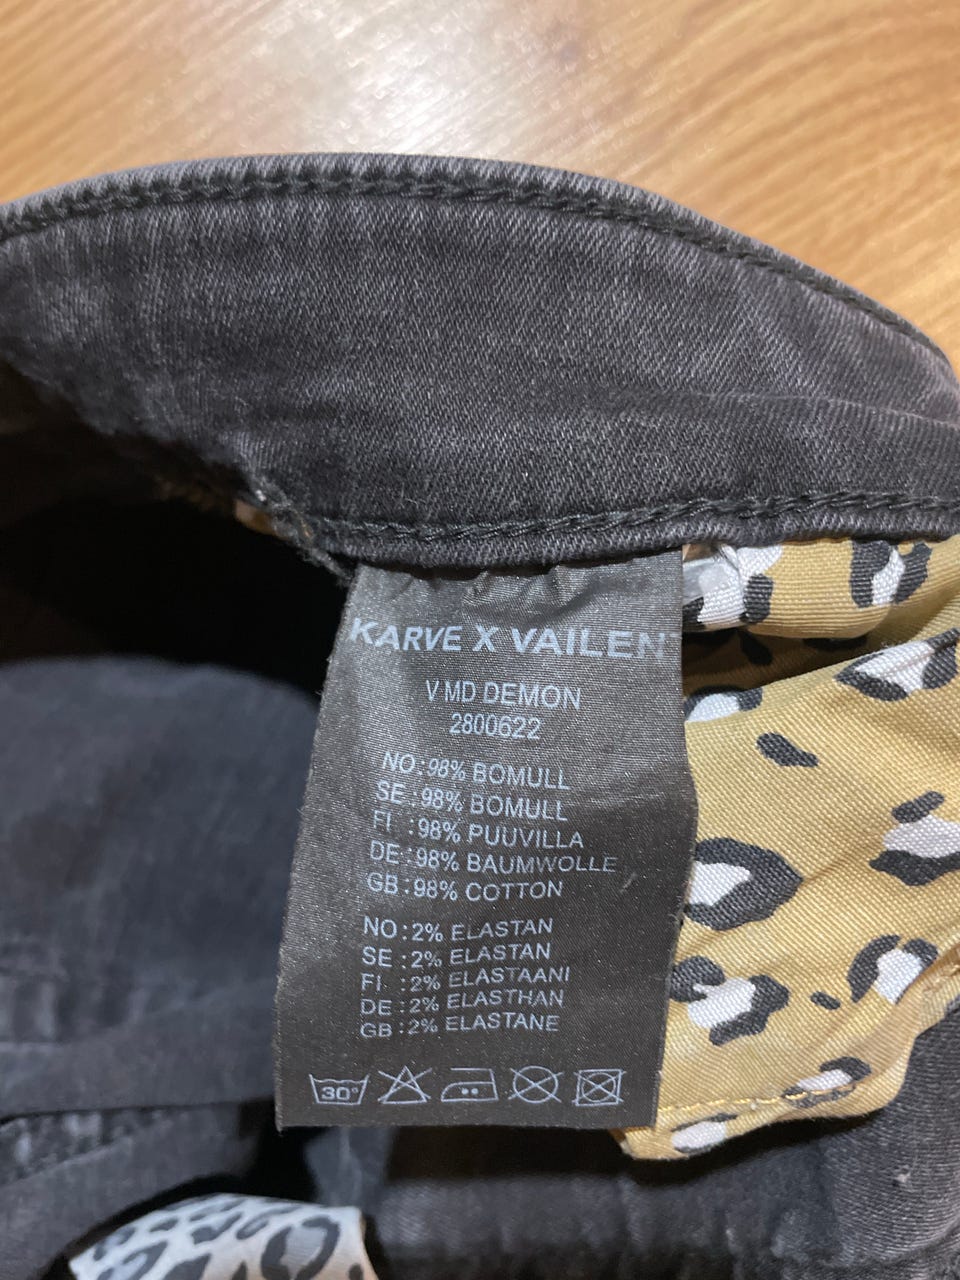 KARVE X VAILENT
VMD DEMON
2800622
NO:98% BOMULL
SE:98% BOMULL
FI :98% PUUVILLA
DE:98% BAUMWOLLE
GB:98% COTTON
NO:2% ELASTAN
SE:2% ELASTAN
FI :2% ELASTAANI
DE:2% ELASTHAN
GB:2% ELASTANE
30°